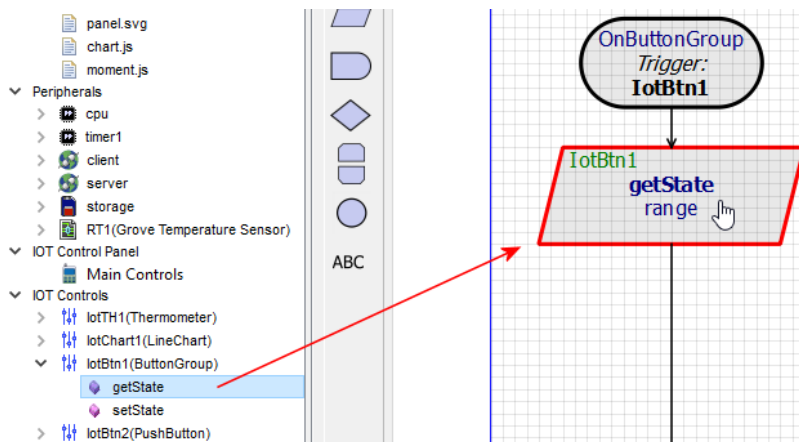 panel.svg
chart.js
moment.js
Peripherals
cpu
timer1
client
server
storage
RT1(Grove Temperature Sensor)
IOT Control Panel
Main Controls
IOT Controls
IotTH1(Thermometer)
IotChart1(LineChart)
IotBtn1(ButtonGroup)
getState
setState
IotBtn2(PushButton)
ABC
OnButtonGroup
Trigger:
IotBtn1
IotBtn1
getState
range